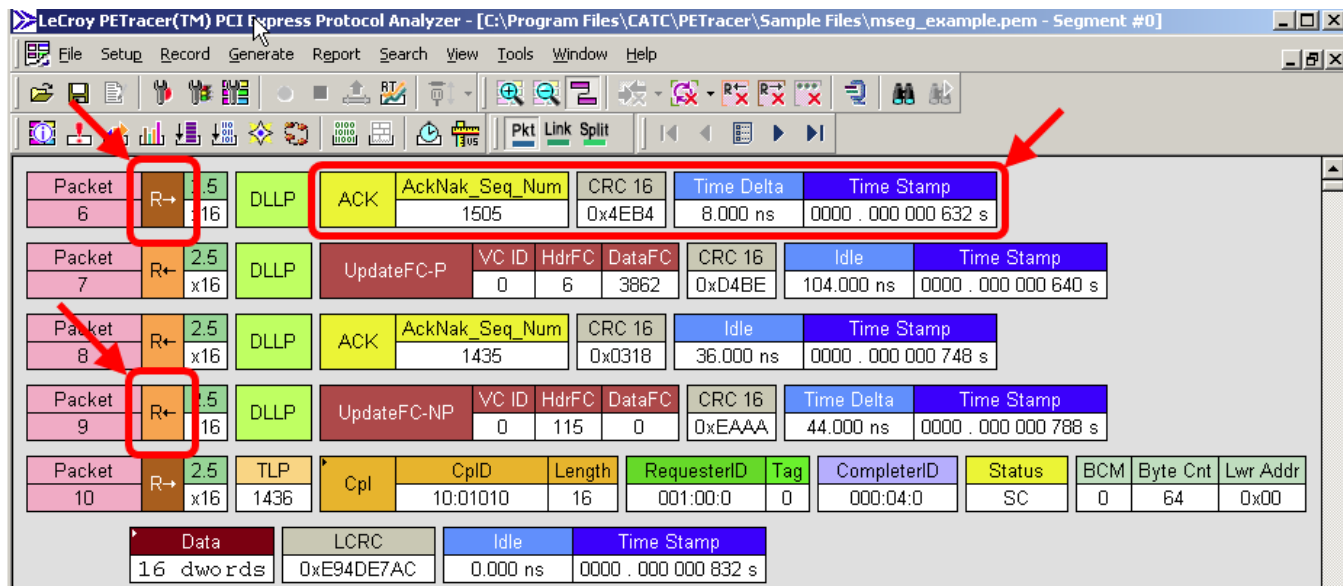 LeCroy PETracer(TM) PCI Express Protocol Analyzer - [C:\Program Files\CATC\PETracer\Sample Files\mseg_example.pem - Segment #0]
File Setup Record Generate Report Search View Tools Window Help
Pkt Link Split
Packet R→ 2.5 DLLP ACK AckNak_Seq_Num CRC 16 Time Delta Time Stamp
6 x16 1505 0x4EB4 8.000 ns 0000 . 000 000 632 s
Packet R← 2.5 DLLP UpdateFC-P VC ID HdrFC DataFC CRC 16 Idle Time Stamp
7 x16 0 6 3862 0xD4BE 104.000 ns 0000 . 000 000 640 s
Packet R← 2.5 DLLP ACK AckNak_Seq_Num CRC 16 Idle Time Stamp
8 x16 1435 0x0318 36.000 ns 0000 . 000 000 748 s
Packet R← 2.5 DLLP UpdateFC-NP VC ID HdrFC DataFC CRC 16 Time Delta Time Stamp
9 x16 0 115 0 0xEAAA 44.000 ns 0000 . 000 000 788 s
Packet R→ 2.5 TLP Cpl CplD Length RequesterID Tag CompleterID Status BCM Byte Cnt Lwr Addr
10 x16 1436 10:01010 16 001:00:0 0 000:04:0 SC 0 64 0x00
Data LCRC Idle Time Stamp
16 dwords 0xE94DE7AC 0.000 ns 0000 . 000 000 832 s